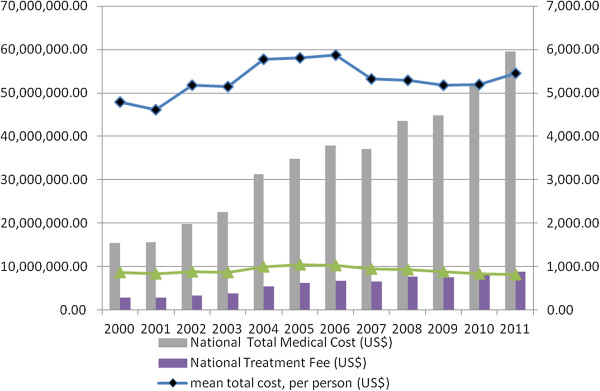 70,000,000.00 7,000.00
60,000,000.00 6,000.00
50,000,000.00 5,000.00
40,000,000.00 4,000.00
30,000,000.00 3,000.00
20,000,000.00 2,000.00
10,000,000.00 1,000.00
0.00 0.00
2000 2001 2002 2003 2004 2005 2006 2007 2008 2009 2010 2011
National Total Medical Cost (US$)
National Treatment Fee (US$)
mean total cost, per person (US$)